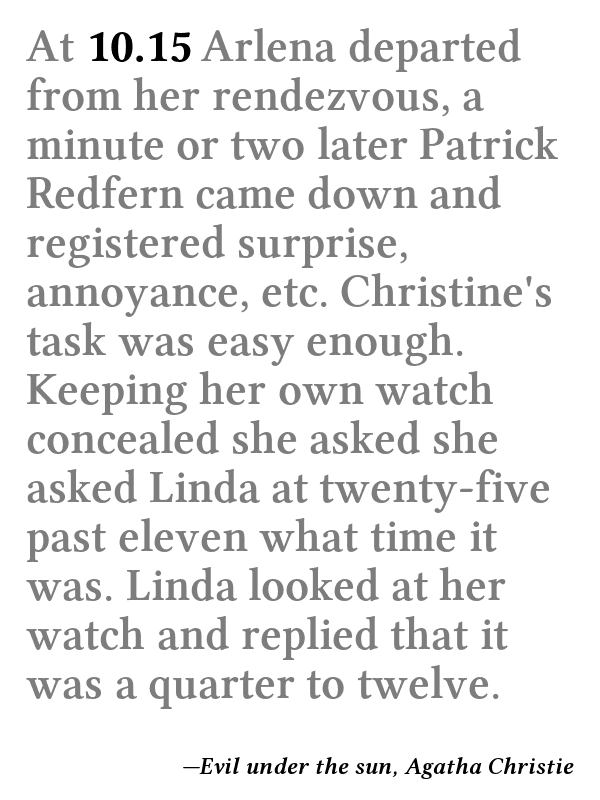 At 10.15 Arlena departed
from her rendezvous, a
minute or two later Patrick
Redfern came down and
registered surprise,
annoyance, etc. Christine's
task was easy enough.
Keeping her own watch
concealed she asked she
asked Linda at twenty-five
past eleven what time it
was. Linda looked at her
watch and replied that it
was a quarter to twelve.
—Evil under the sun, Agatha Christie